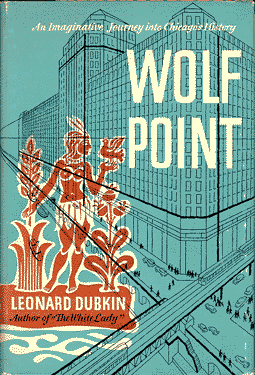 An Imaginative Journey into Chicago's History
WOLF
POINT
LEONARD DUBKIN
Author of "The White Lady"